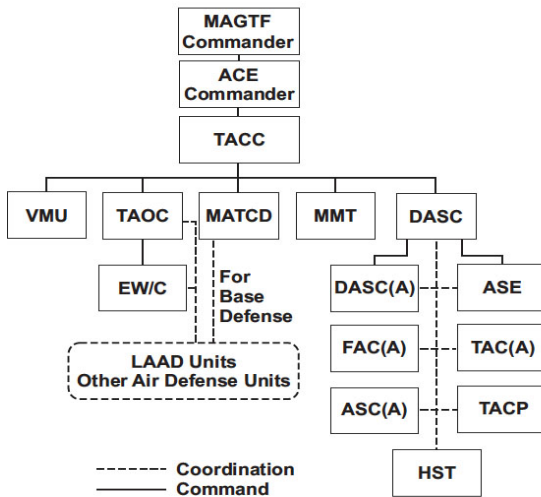 MAGTF
Commander
ACE
Commander
TACC
VMU
TAOC
MATCD
MMT
DASC
EW/C
For
Base
Defense
DASC(A)
ASE
LAAD Units
Other Air Defense Units
FAC(A)
TAC(A)
ASC(A)
TACP
HST
Coordination
Command